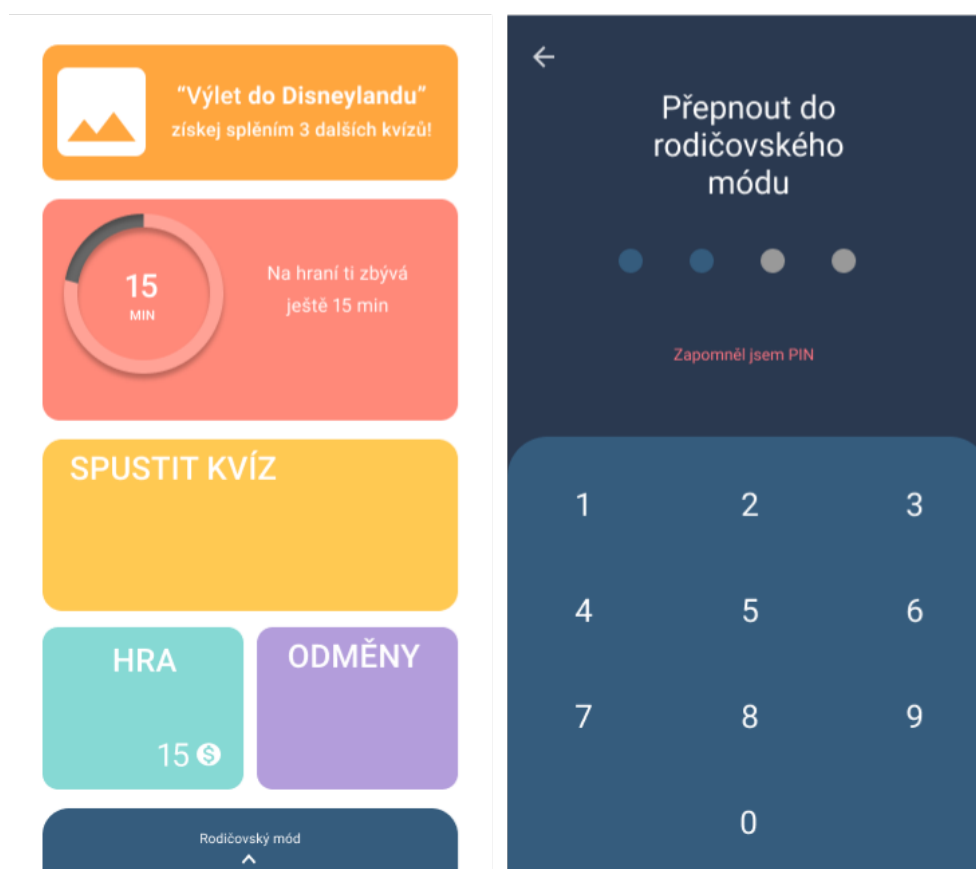 “Výlet do Disneylandu”
získej splěním 3 dalších kvízů!
15
MIN
Na hraní ti zbývá
ještě 15 min
SPUSTIT KVÍZ
HRA
15
ODMĚNY
Rodičovský mód
Přepnout do
rodičovského
módu
Zapomněl jsem PIN
1 2 3
4 5 6
7 8 9
0